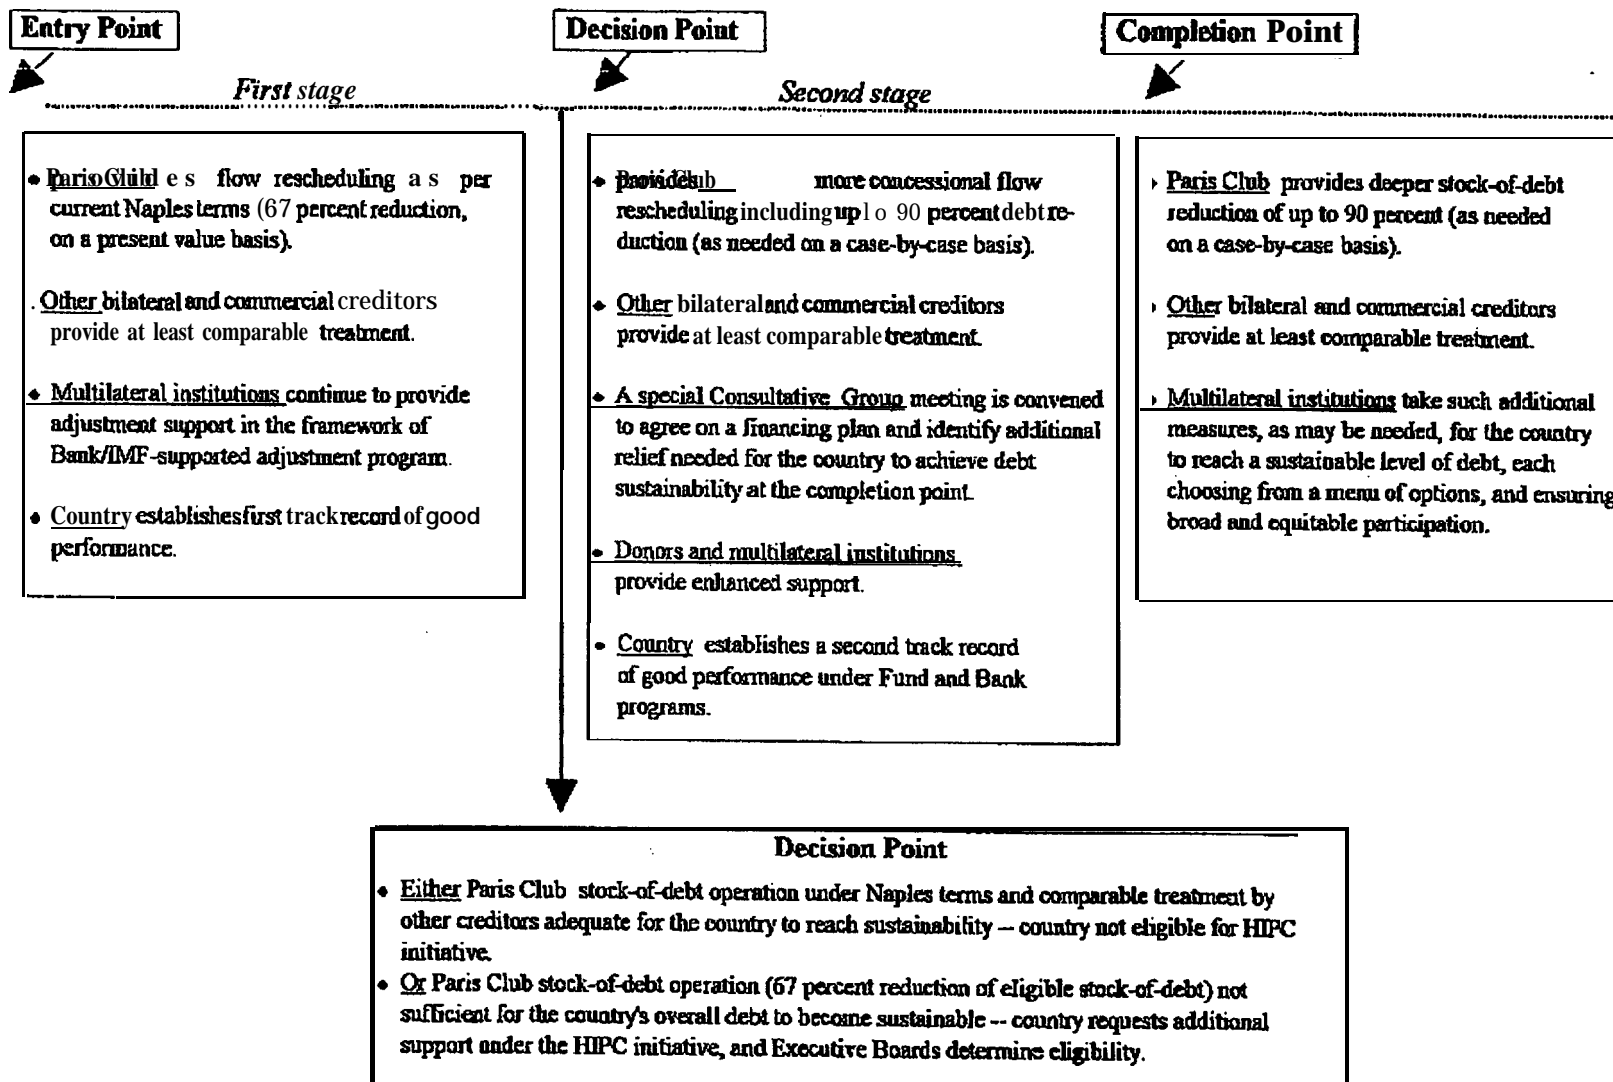 Entry Point
Decision Point
Completion Point
First stage
Second stage
• flow rescheduling as per
current Naples terms (67 percent reduction,
on a present value basis).
. Other bilateral and commercial creditors
provide at least comparable treatment.
• Multilateral institutions continue to provide
adjustment support in the framework of
Bank/IMF-supported adjustment program.
• Country establishes first track record of good
performance.
• more concessional flow
rescheduling including up lo 90 percent debt re-
duction (as needed on a case-by-case basis).
• Other bilateral and commercial creditors
provide at least comparable treatment.
• A special Consultative Group meeting is convened
to agree on a financing plan and identify additional
relief needed for the country to achieve debt
sustainability at the completion point.
• Donors and multilateral institutions
provide enhanced support.
• Country establishes a second track record
of good performance under Fund and Bank
programs.
› Paris Club provides deeper stock-of-debt
reduction of up to 90 percent (as needed
on a case-by-case basis).
› Other bilateral and commercial creditors
provide at least comparable treatment.
› Multilateral institutions take such additional
measures, as may be needed, for the country
to reach a sustainable level of debt, each
choosing from a menu of options, and ensuring
broad and equitable participation.
Decision Point
• Either Paris Club stock-of-debt operation under Naples terms and comparable treatment by
other creditors adequate for the country to reach sustainability -- country not eligible for HIPC
initiative.
• Or Paris Club stock-of-debt operation (67 percent reduction of eligible stock-of-debt) not
sufficient for the country's overall debt to become sustainable -- country requests additional
support under the HIPC initiative, and Executive Boards determine eligibility.